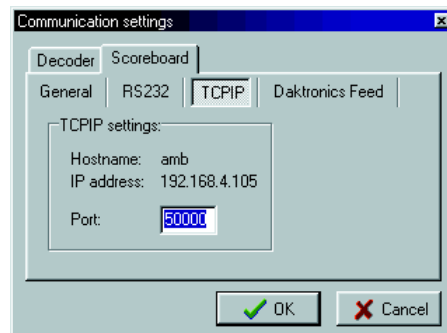 Communication settings
Decoder Scoreboard
General RS232 TCPIP Daktronics Feed
TCPIP settings:
Hostname: amb
IP address: 192.168.4.105
Port: 50000
OK Cancel